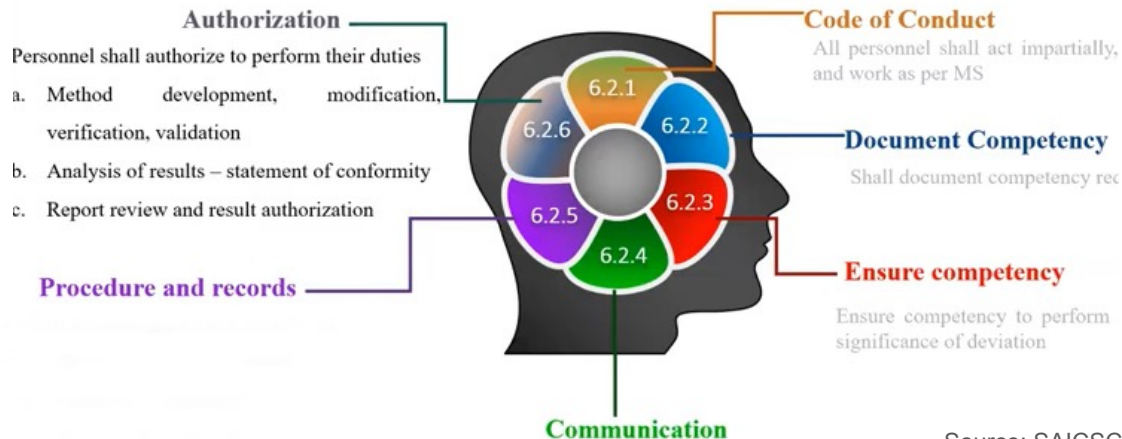 Authorization
Personnel shall authorize to perform their duties
a. Method development, modification,
verification, validation
b. Analysis of results – statement of conformity
c. Report review and result authorization
Procedure and records
6.2.1
6.2.2
6.2.3
6.2.4
6.2.5
6.2.6
Code of Conduct
All personnel shall act impartially,
and work as per MS
Document Competency
Shall document competency
Ensure competency
Ensure competency to perform
significance of deviation
Communication
Source: